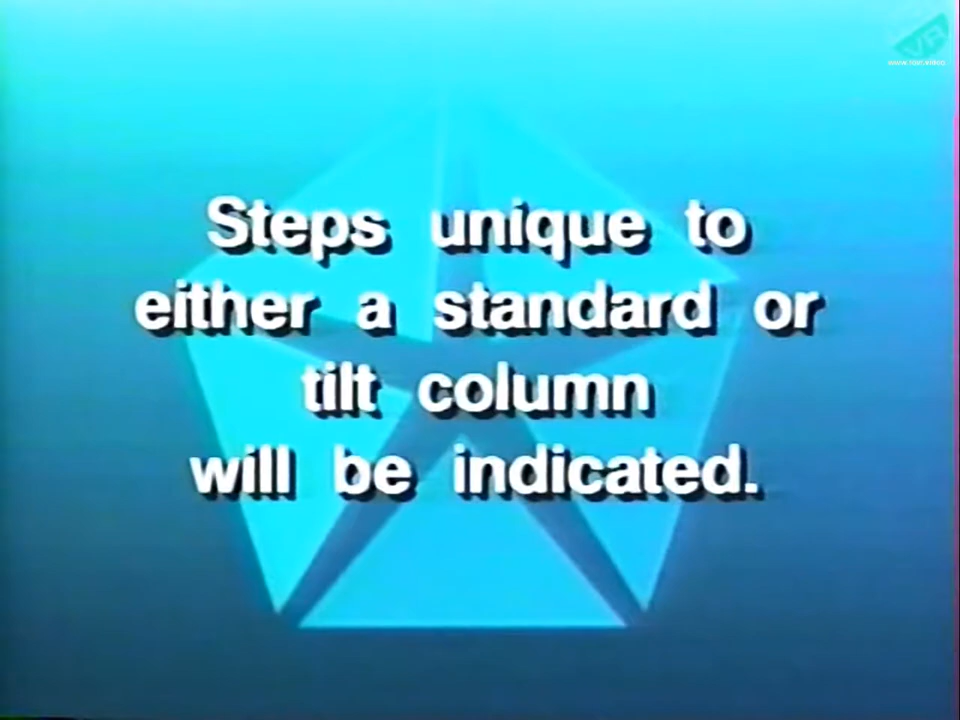 Steps unique to
either a standard or
tilt column
will be indicated.